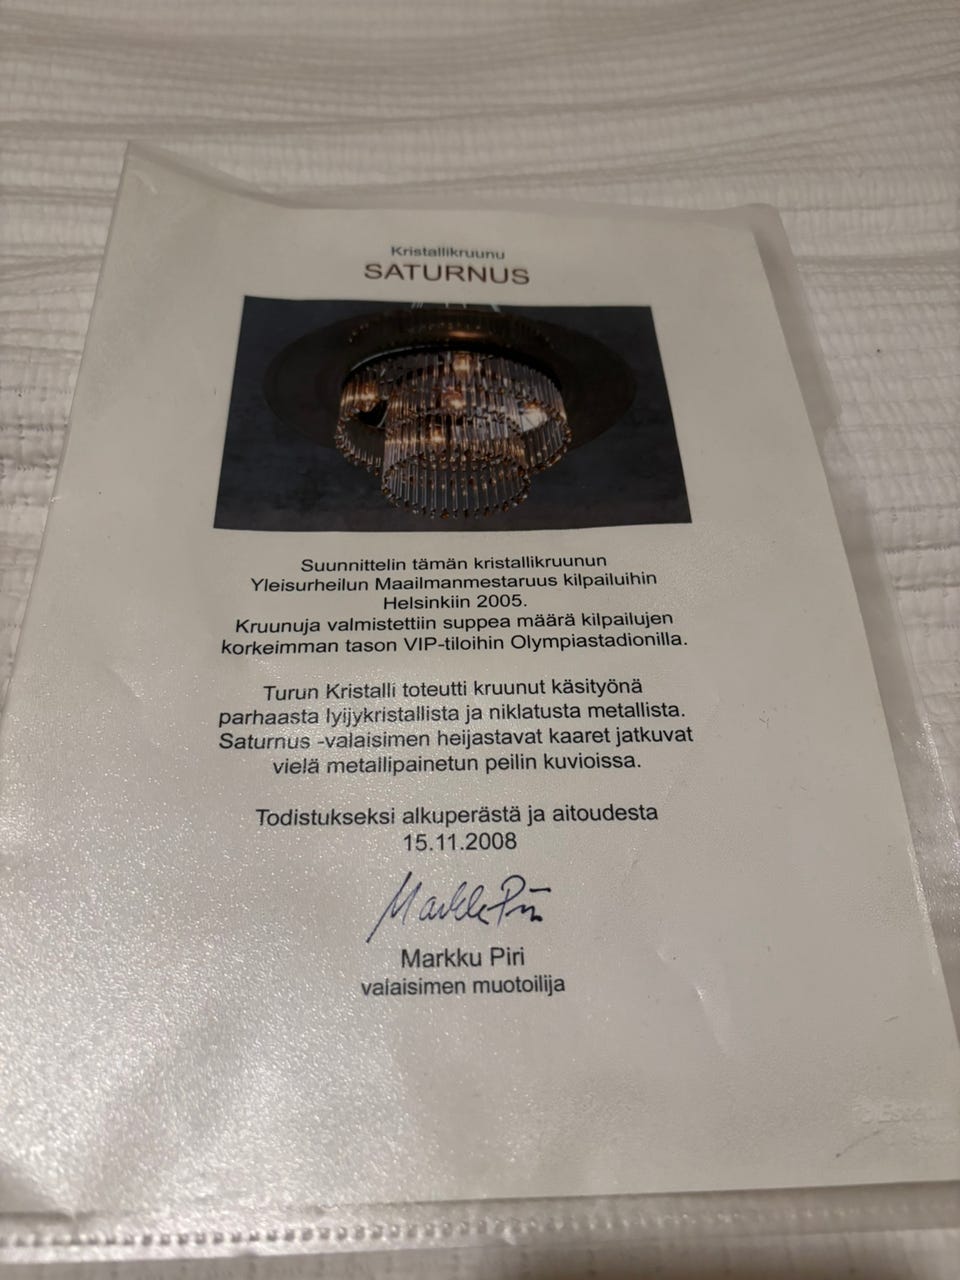 Kristallikruunu
SATURNUS
Suunnittelin tämän kristallikruunun
Yleisurheilun Maailmanmestaruus kilpailuihin
Helsinkiin 2005.
Kruunuja valmistettiin suppea määrä kilpailujen
korkeimman tason VIP-tiloihin Olympiastadionilla.
Turun Kristalli toteutti kruunut käsityönä
parhaasta lyijykristallista ja niklatusta metallista.
Saturnus -valaisimen heijastavat kaaret jatkuvat
vielä metallipainetun peilin kuvioissa.
Todistukseksi alkuperästä ja aitoudesta
15.11.2008
Markku Piri
Markku Piri
valaisimen muotoilija